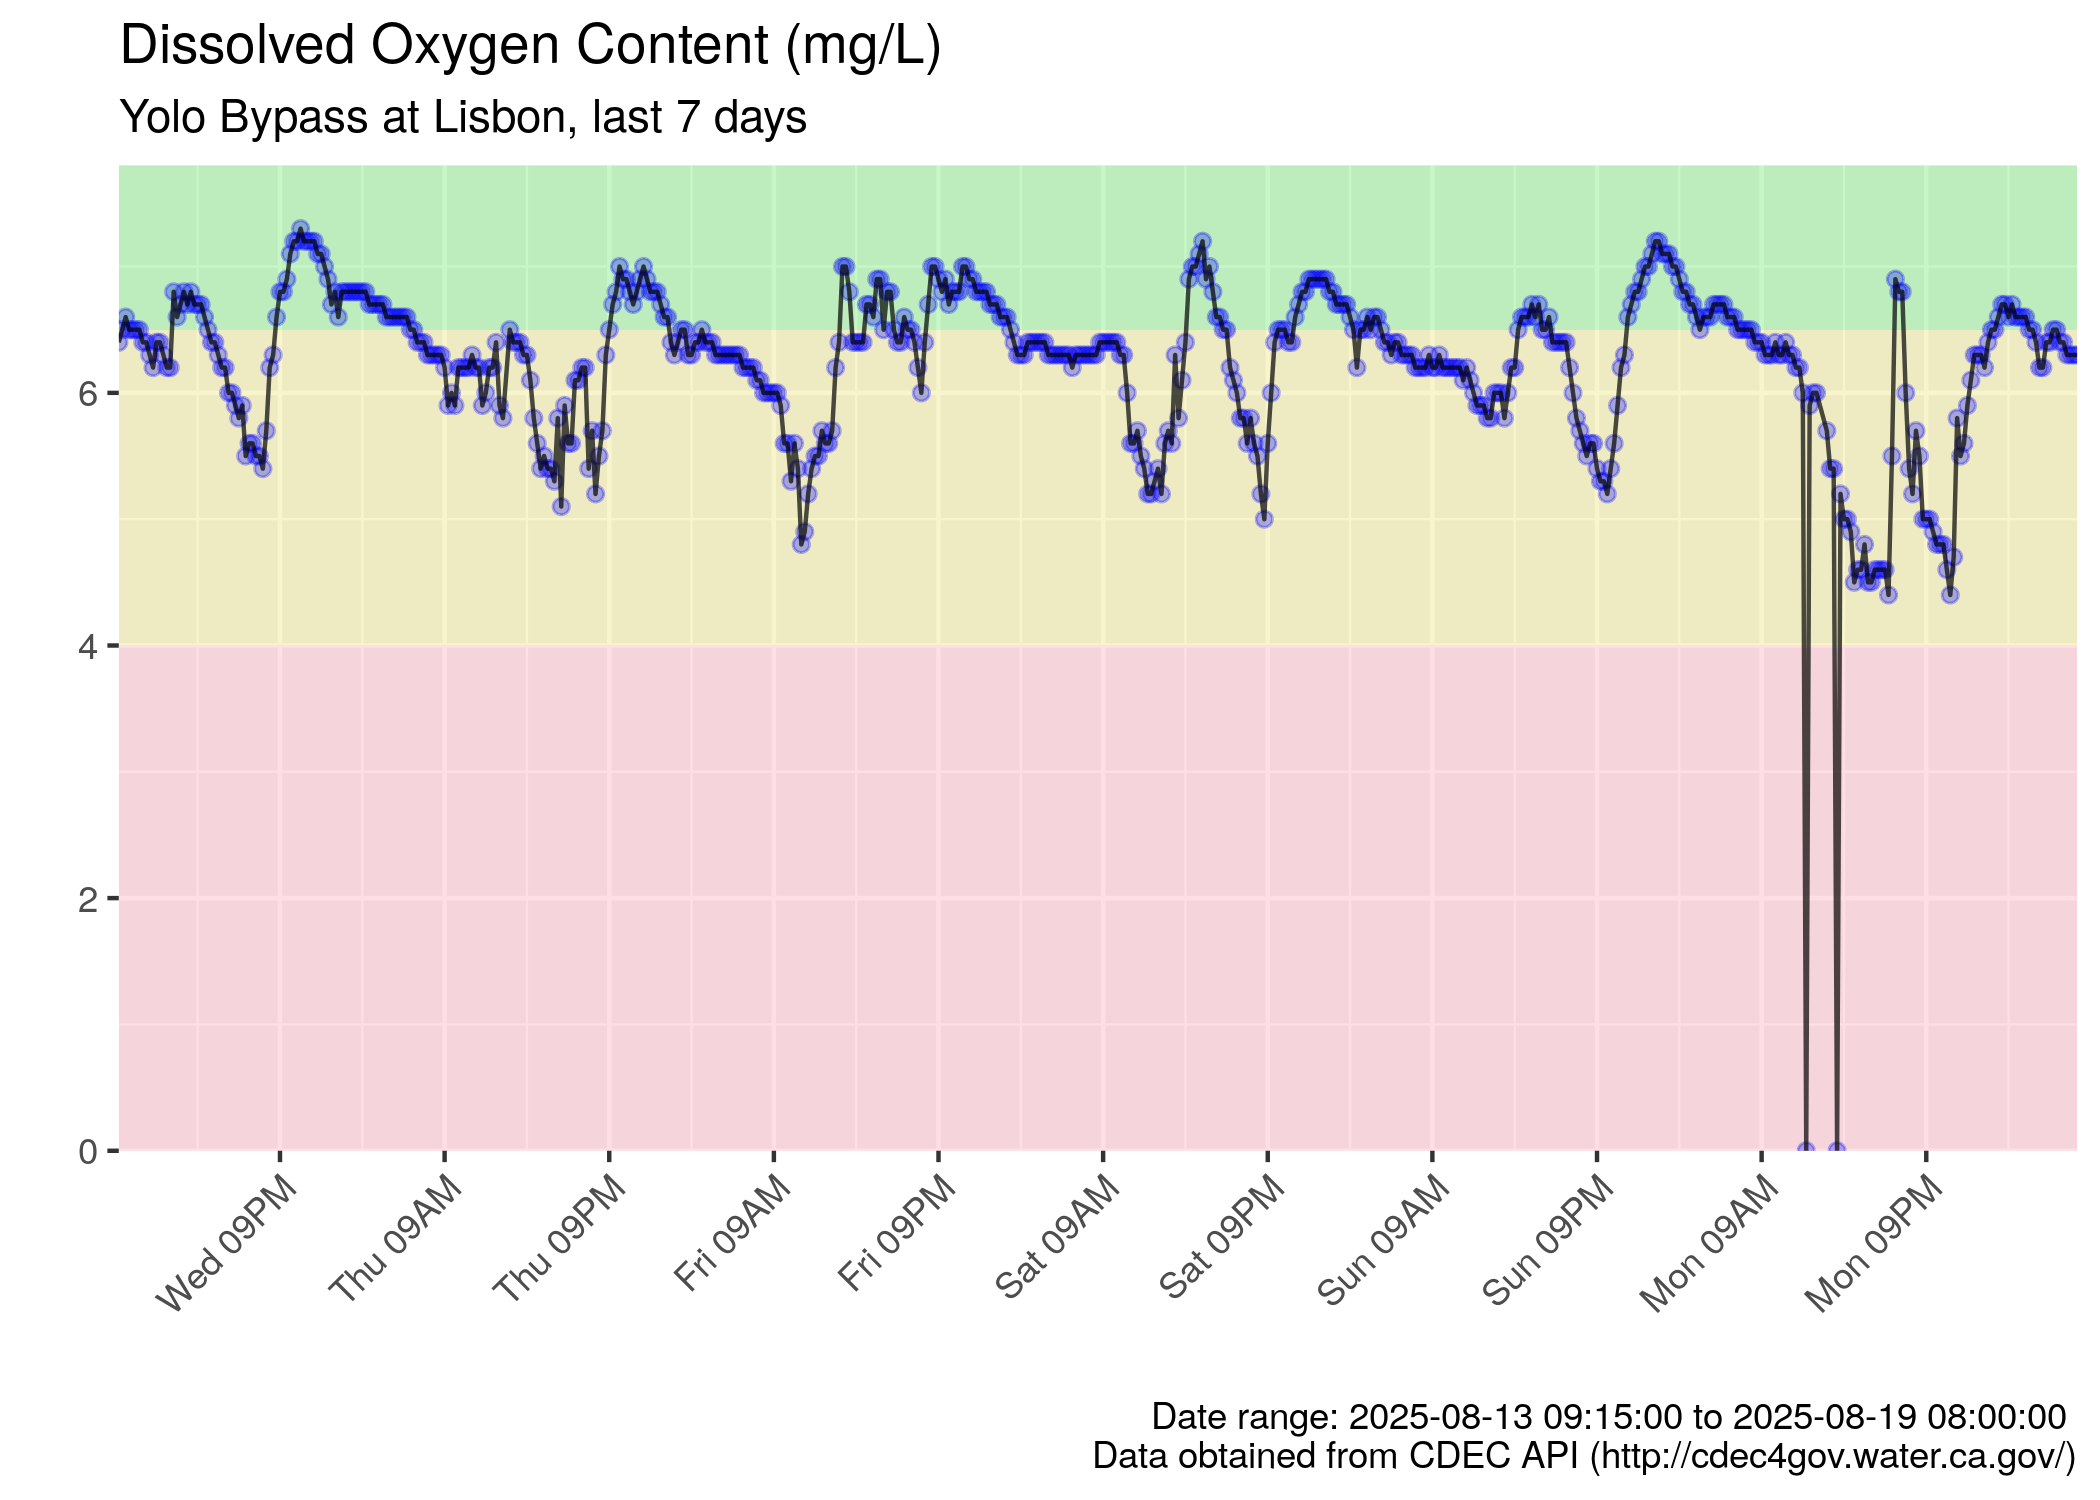 Dissolved Oxygen Content (mg/L)
Yolo Bypass at Lisbon, last 7 days
6
4
2
0
Wed 09PM
Thu 09AM
Thu 09PM
Fri 09AM
Fri 09PM
Sat 09AM
Sat 09PM
Sun 09AM
Sun 09PM
Mon 09AM
Mon 09PM
Date range: 2025-08-13 09:15:00 to 2025-08-19 08:00:00
Data obtained from CDEC API (http://cdec4gov.water.ca.gov/)